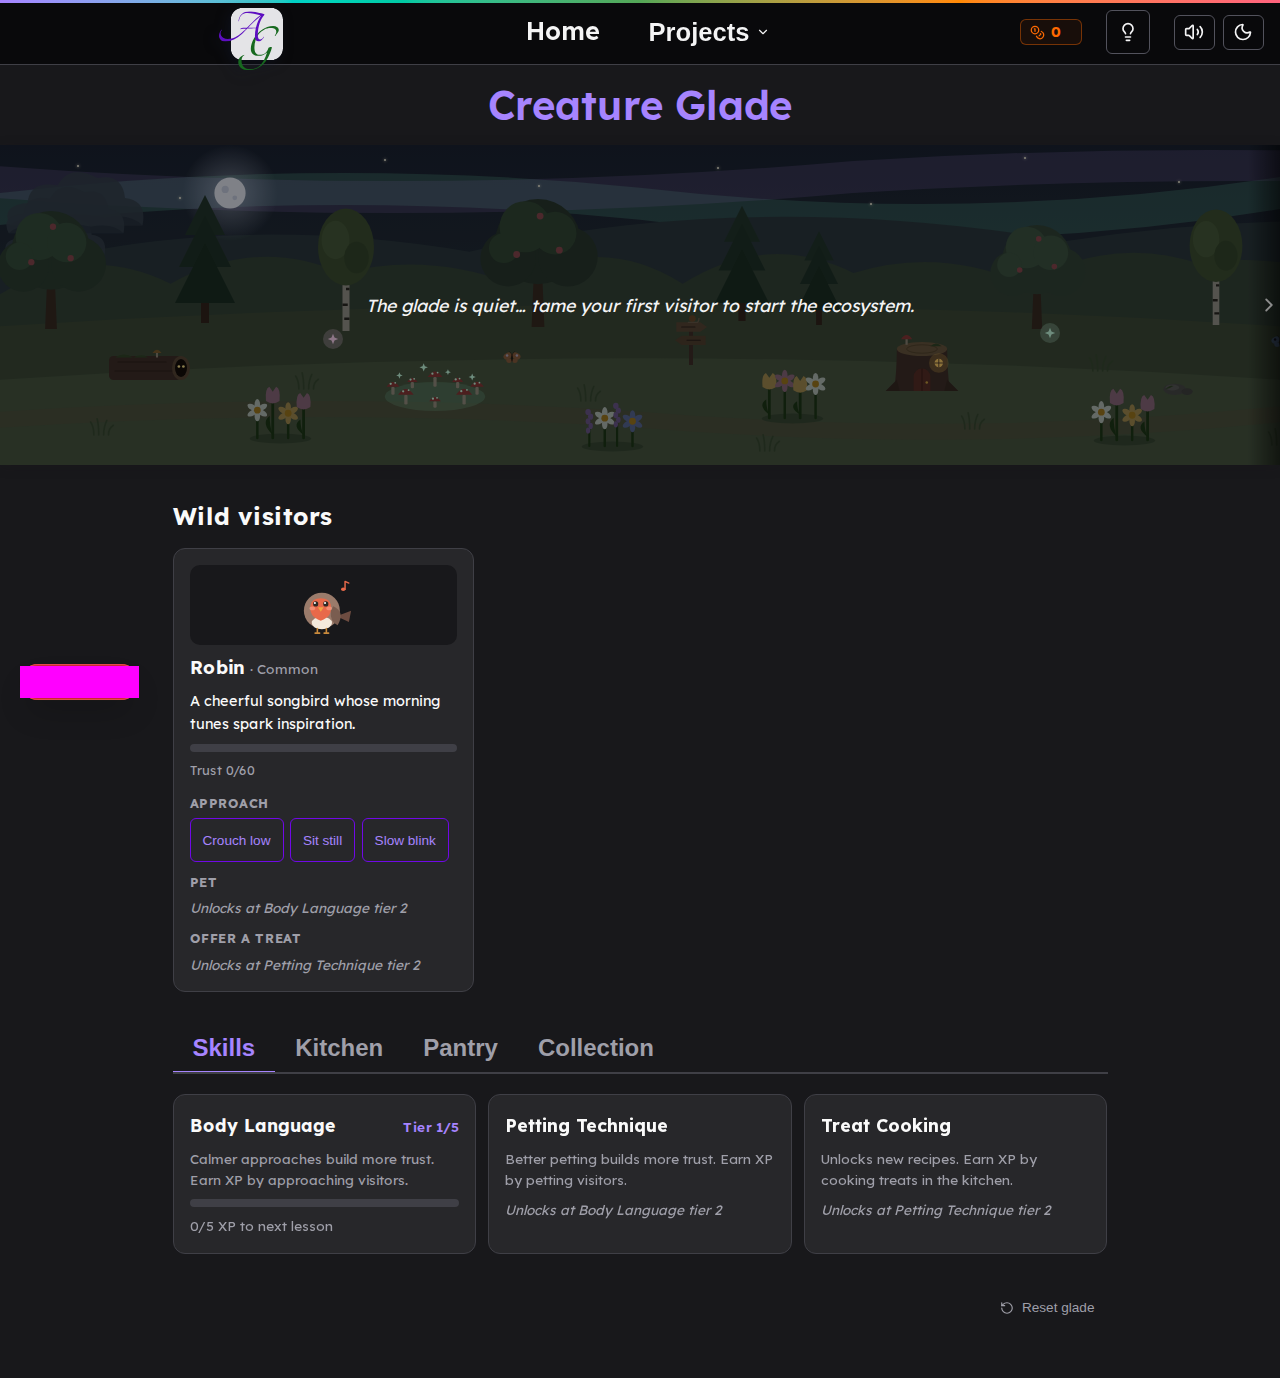 AG
Home
Projects
0
Creature Glade
The glade is quiet... tame your first visitor to start the ecosystem.
Wild visitors
Robin · Common
A cheerful songbird whose morning
tunes spark inspiration.
Trust 0/60
APPROACH
Crouch low
Sit still
Slow blink
PET
Unlocks at Body Language tier 2
OFFER A TREAT
Unlocks at Petting Technique tier 2
Skills
Kitchen
Pantry
Collection
Body Language
Tier 1/5
Calmer approaches build more trust.
Earn XP by approaching visitors.
0/5 XP to next lesson
Petting Technique
Better petting builds more trust. Earn XP
by petting visitors.
Unlocks at Body Language tier 2
Treat Cooking
Unlocks new recipes. Earn XP by
cooking treats in the kitchen.
Unlocks at Petting Technique tier 2
Reset glade